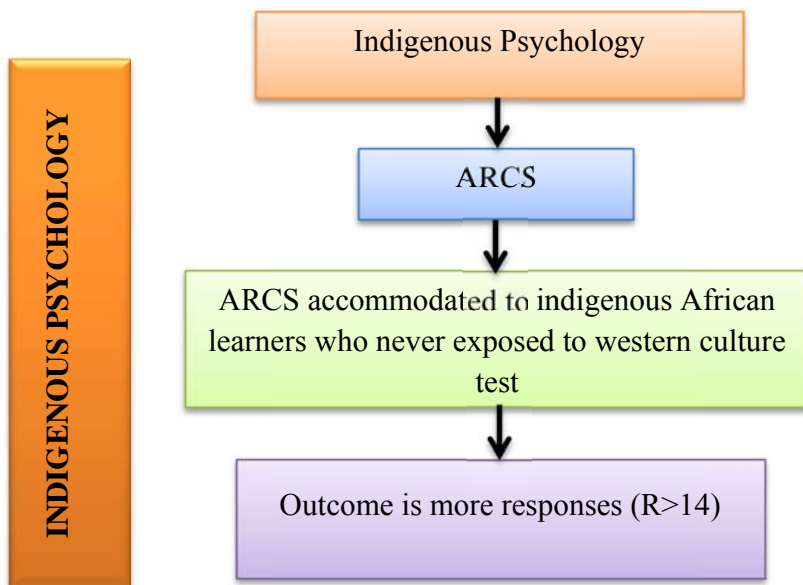 INDIGENOUS PSYCHOLOGY
Indigenous Psychology
ARCS
ARCS accommodated to indigenous African
learners who never exposed to western culture
test
Outcome is more responses (R>14)